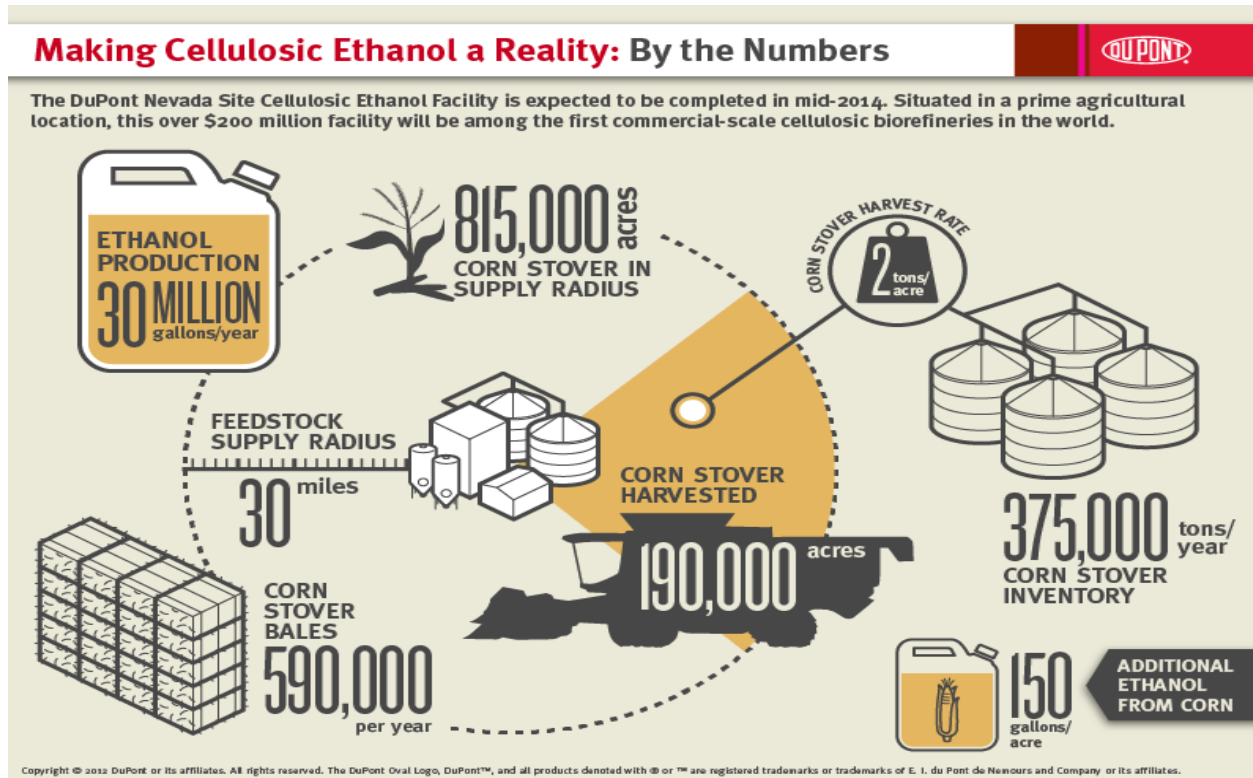 Making Cellulosic Ethanol a Reality: By the Numbers
DU PONT®
The DuPont Nevada Site Cellulosic Ethanol Facility is expected to be completed in mid-2014. Situated in a prime agricultural
location, this over $200 million facility will be among the first commercial-scale cellulosic biorefineries in the world.
ETHANOL
PRODUCTION
30 MILLION
gallons/year
815,000 acres
CORN STOVER IN
SUPPLY RADIUS
CORN STOVER HARVEST RATE
2 tons/
acre
FEEDSTOCK
SUPPLY RADIUS
30 miles
CORN STOVER
HARVESTED
190,000 acres
375,000 tons/
year
CORN STOVER
INVENTORY
CORN
STOVER
BALES
590,000
per year
150
gallons/
acre
ADDITIONAL
ETHANOL
FROM CORN
Copyright © 2012 DuPont or its affiliates. All rights reserved. The DuPont Oval Logo, DuPont™, and all products denoted with ® or ™ are registered trademarks or trademarks of E. I. du Pont de Nemours and Company or its affiliates.